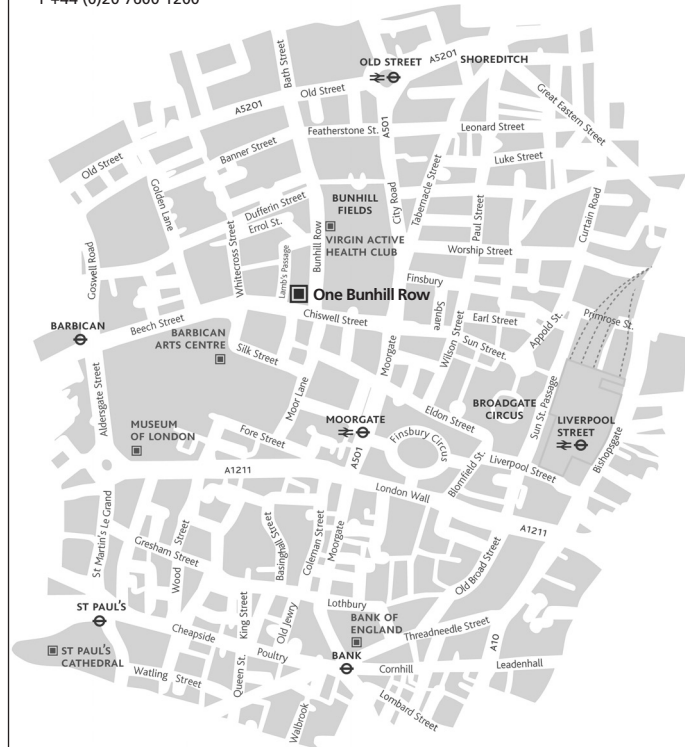 T +44 (0)20 7600 1200
Bath Street
OLD STREET
A5201
SHOREDITCH
Old Street
A5201
Great Eastern Street
Featherstone St.
A501
Leonard Street
Banner Street
Luke Street
Old Street
Golden Lane
Dufferin Street
Errol St.
BUNHILL
FIELDS
City Road
Tabernacle Street
Paul Street
Curtain Road
Whitecross Street
Bunhill Row
VIRGIN ACTIVE
HEALTH CLUB
Worship Street
Goswell Road
Lamb's Passage
One Bunhill Row
Finsbury
Square
BARBICAN
Beech Street
Chiswell Street
Wilson Street
Earl Street
Appold St.
Primrose St.
BARBICAN
ARTS CENTRE
Silk Street
Moorgate
Sun Street.
Aldersgate Street
Moor Lane
BROADGATE
CIRCUS
Sun St. Passage
Eldon Street
LIVERPOOL
STREET
MUSEUM
OF LONDON
Fore Street
MOORGATE
Finsbury Circus
Bishopsgate
A1211
A501
Blomfield St.
Liverpool Street
London Wall
A1211
St Martin's Le Grand
Gresham Street
Wood Street
Basinghall Street
Coleman Street
Moorgate
Old Broad Street
ST PAUL'S
King Street
Old Jewry
Lothbury
BANK OF
ENGLAND
Threadneedle Street
A10
Cheapside
ST PAUL'S
CATHEDRAL
Poultry
BANK
Cornhill
Leadenhall
Watling Street
Queen St.
Walbrook
Lombard Street